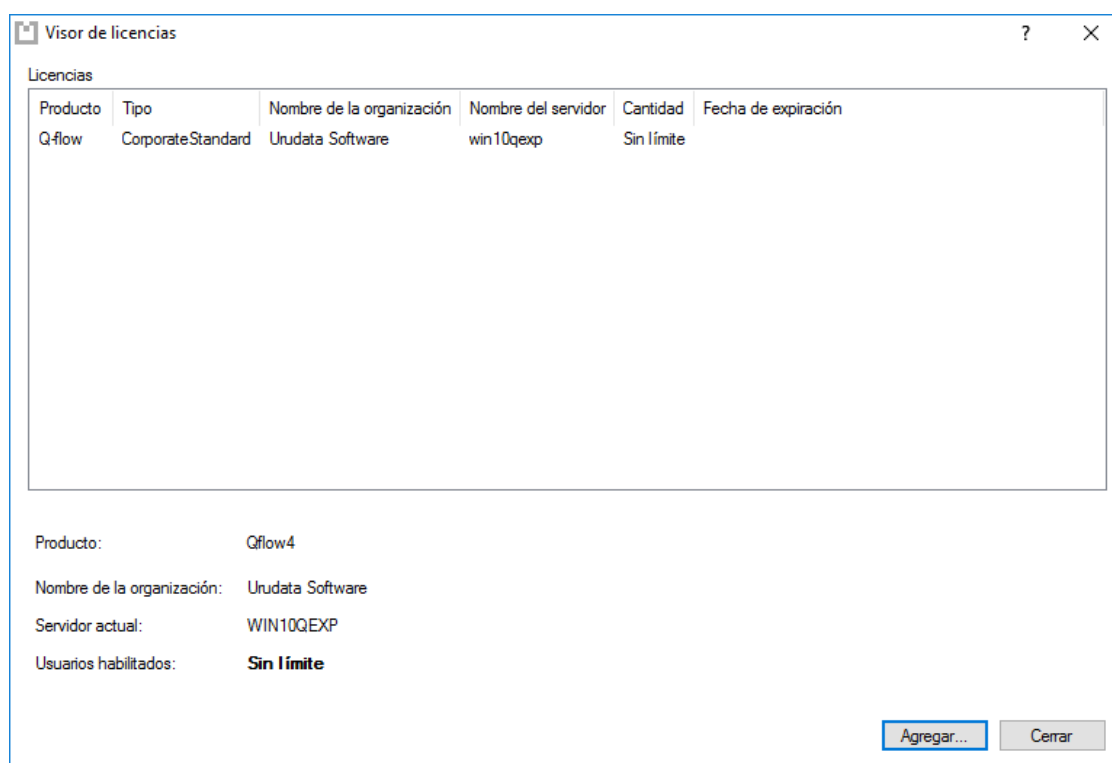 Visor de licencias ?
Licencias
Producto Tipo Nombre de la organización Nombre del servidor Cantidad Fecha de expiración
Q-flow CorporateStandard Urudata Software win10qexp Sin límite
Producto: Qflow4
Nombre de la organización: Urudata Software
Servidor actual: WIN10QEXP
Usuarios habilitados: Sin límite
Agregar... Cerrar